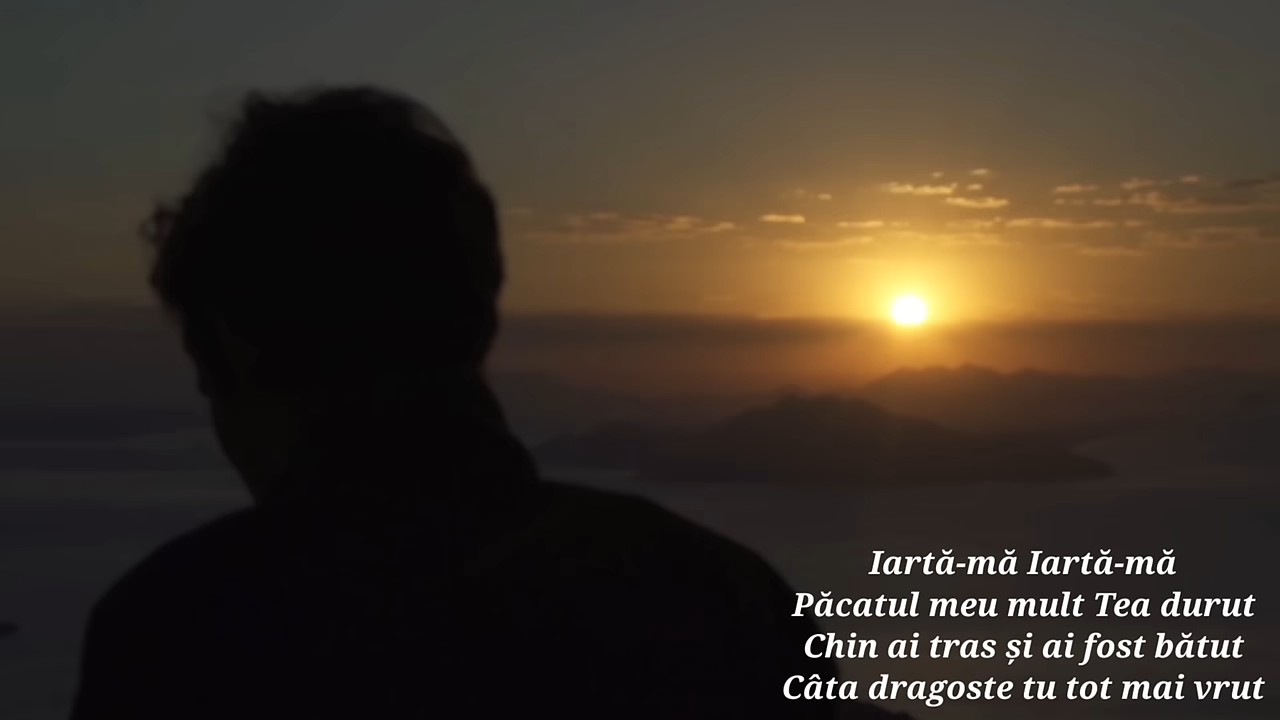 Iartă-mă Iartă-mă
Păcatul meu mult Tea durut
Chin ai tras și ai fost bătut
Câta dragoste tu tot mai vrut